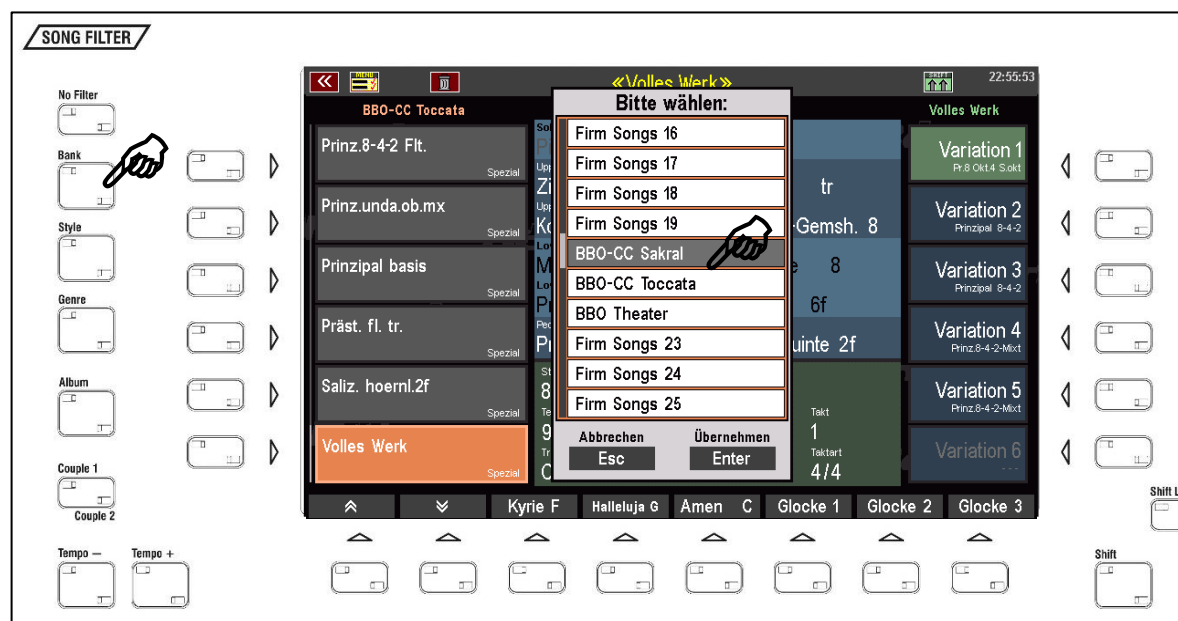 SONG FILTER
No Filter
Bank
Style
Genre
Album
Couple 1
Couple 2
Tempo —
Tempo +
MENU
«Volles Werk»
SHIFT
22:55:53
BBO-CC Toccata
Prinz.8-4-2 Flt.
Spezial
Prinz.unda.ob.mx
Spezial
Prinzipal basis
Spezial
Präst. fl. tr.
Spezial
Saliz. hoernl.2f
Spezial
Volles Werk
Spezial
Bitte wählen:
Firm Songs 16
Firm Songs 17
Firm Songs 18
Firm Songs 19
BBO-CC Sakral
BBO-CC Toccata
BBO Theater
Firm Songs 23
Firm Songs 24
Firm Songs 25
Abbrechen
Esc
Übernehmen
Enter
tr
-Gemsh. 8
8
6f
uinte 2f
Takt
1
Taktart
4/4
Volles Werk
Variation 1
Pr.8 Okt.4 S.okt
Variation 2
Prinzipal 8-4-2
Variation 3
Prinzipal 8-4-2
Variation 4
Prinz.8-4-2-Mixt
Variation 5
Prinz.8-4-2-Mixt
Variation 6
---
Kyrie F
Halleluja G
Amen C
Glocke 1
Glocke 2
Glocke 3
Shift L
Shift